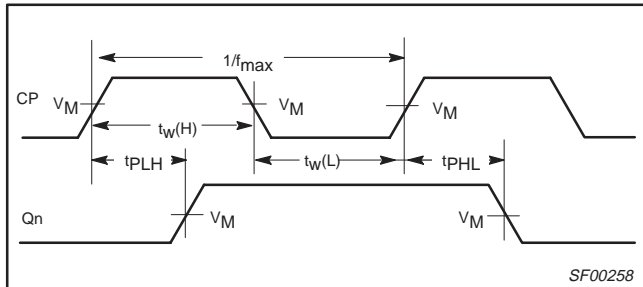 1/fmax
CP VM VM VM
tw(H)
tPLH tw(L) tPHL
Qn VM VM
SF00258